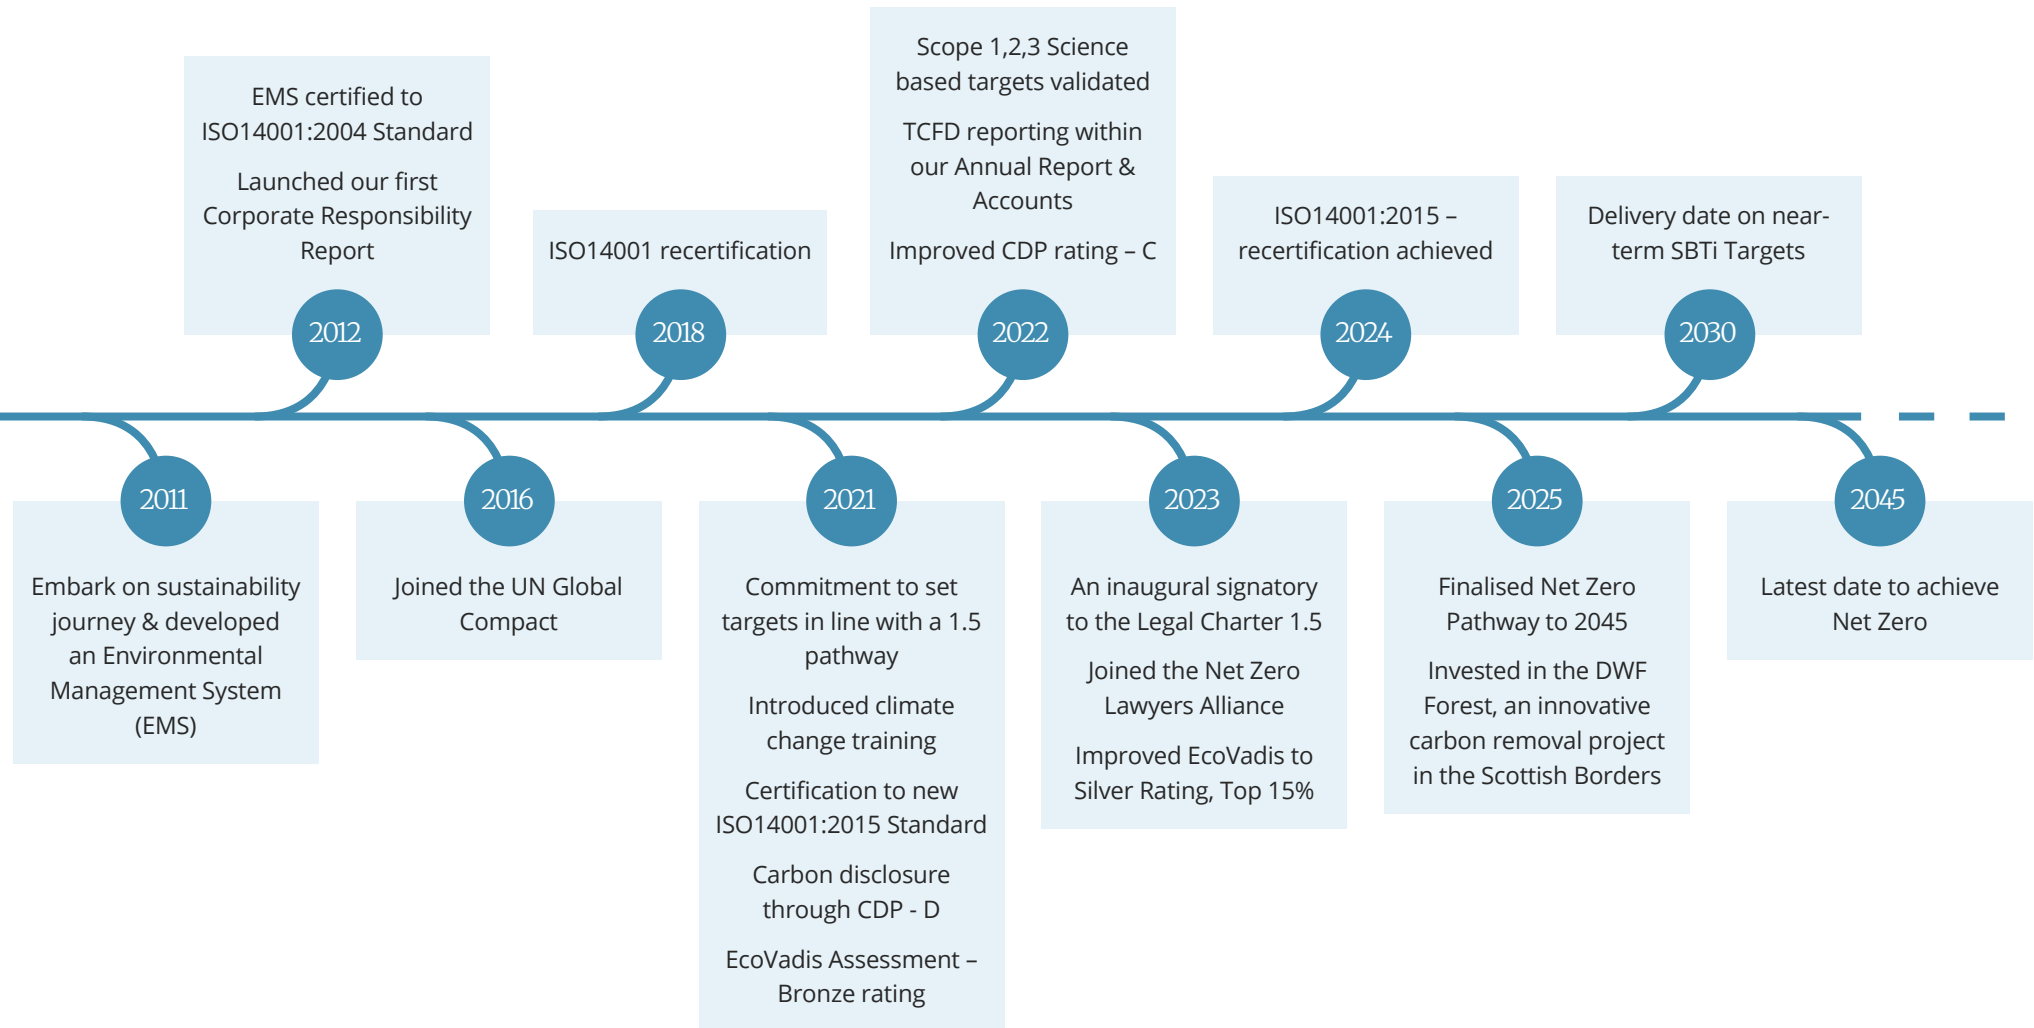 EMS certified to
ISO14001:2004 Standard
Launched our first
Corporate Responsibility
Report
2012
ISO14001 recertification
2018
Scope 1,2,3 Science
based targets validated
TCFD reporting within
our Annual Report &
Accounts
Improved CDP rating – C
2022
ISO14001:2015 –
recertification achieved
2024
Delivery date on near-
term SBTi Targets
2030
2011
Embark on sustainability
journey & developed
an Environmental
Management System
(EMS)
2016
Joined the UN Global
Compact
2021
Commitment to set
targets in line with a 1.5
pathway
Introduced climate
change training
Certification to new
ISO14001:2015 Standard
Carbon disclosure
through CDP - D
EcoVadis Assessment –
Bronze rating
2023
An inaugural signatory
to the Legal Charter 1.5
Joined the Net Zero
Lawyers Alliance
Improved EcoVadis to
Silver Rating, Top 15%
2025
Finalised Net Zero
Pathway to 2045
Invested in the DWF
Forest, an innovative
carbon removal project
in the Scottish Borders
2045
Latest date to achieve
Net Zero